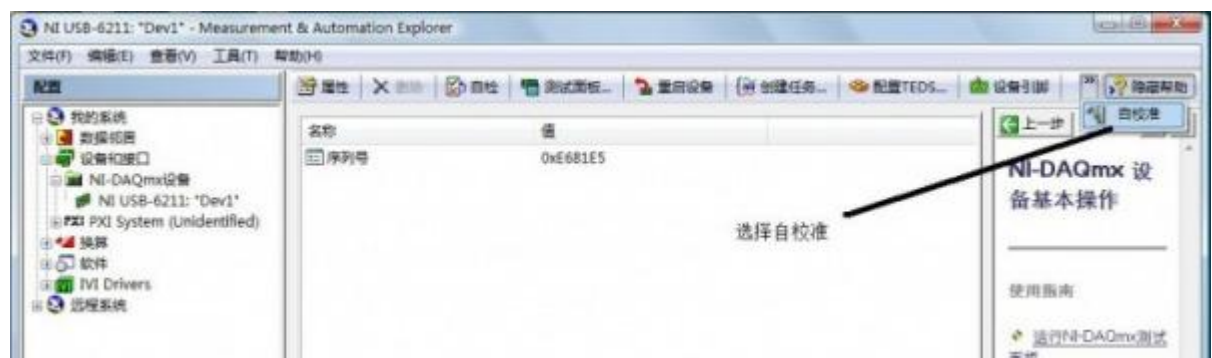 NI USB-6211: "Dev1" - Measurement & Automation Explorer
文件(F) 编辑(E) 查看(V) 工具(T) 帮助(H)
配置
属性 删除 自检 测试面板... 重启设备 创建任务... 配置TEDS... 设备引脚 隐藏帮助
自校准
上一步
我的系统
数据邻居
设备和接口
NI-DAQmx设备
NI USB-6211: "Dev1"
PXI PXI System (Unidentified)
换算
软件
IVI Drivers
远程系统
名称 值
序列号 0xE681E5
选择自校准
NI-DAQmx 设
备基本操作
使用指南
运行NI-DAQmx测试